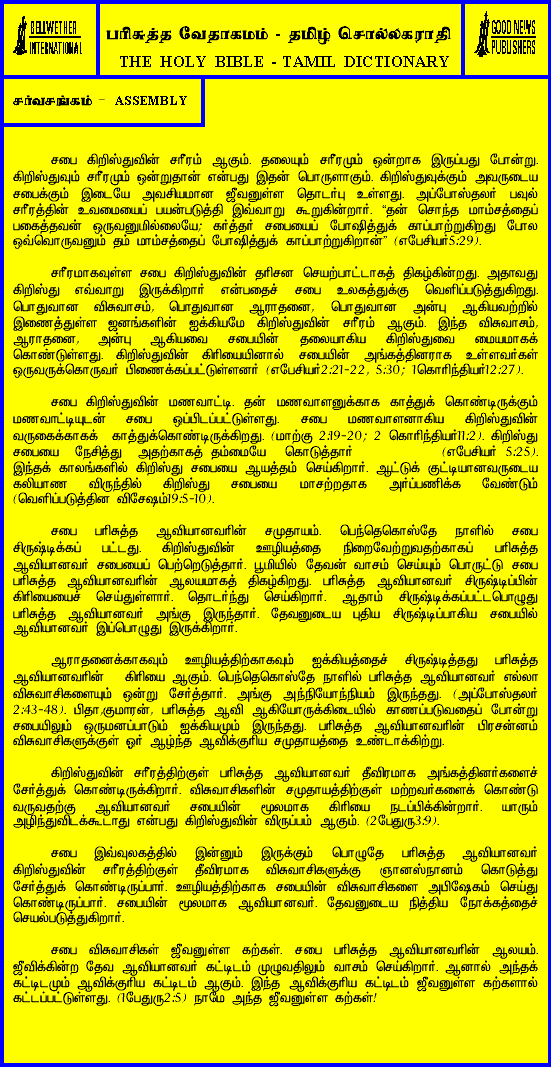 BELLWETHER
INTERNATIONAL
பரிசுத்த வேதாகமம் - தமிழ் சொல்லகராதி
THE HOLY BIBLE - TAMIL DICTIONARY
GOOD NEWS
PUBLISHERS
சர்வசங்கம் - ASSEMBLY
சபை கிறிஸ்துவின் சரீரம் ஆகும். தலையும் சரீரமும் ஒன்றாக இருப்பது போன்று.
கிறிஸ்துவும் சரீரமும் ஒன்றுதான் என்பது இதன் பொருளாகும். கிறிஸ்துவுக்கும் அவருடைய
சபைக்கும் இடையே அவசியமான ஜீவனுள்ள தொடர்பு உள்ளது. அப்போஸ்தலர் பவுல்
சரீரத்தின் உவமையைப் பயன்படுத்தி இவ்வாறு கூறுகின்றார். “தன் சொந்த மாம்சத்தைப்
பகைத்தவன் ஒருவனுமில்லையே; கர்த்தர் சபையைப் போஷித்துக் காப்பாற்றுகிறது போல
ஒவ்வொருவனும் தம் மாம்சத்தைப் போஷித்துக் காப்பாற்றுகிறான்” (எபேசியர்5:29).
சரீரமாகவுள்ள சபை கிறிஸ்துவின் தரிசன செயற்பாட்டாகத் திகழ்கின்றது. அதாவது
கிறிஸ்து எவ்வாறு இருக்கிறார் என்பதைச் சபை உலகத்துக்கு வெளிப்படுத்துகிறது.
பொதுவான விசுவாசம், பொதுவான ஆராதனை, பொதுவான அன்பு ஆகியவற்றில்
இணைத்துள்ள ஜனங்களின் ஐக்கியமே கிறிஸ்துவின் சரீரம் ஆகும். இந்த விசுவாசம்,
ஆராதனை, அன்பு ஆகியவை சபையின் தலையாகிய கிறிஸ்துவை மையமாகக்
கொண்டுள்ளது. கிறிஸ்துவின் கிரியையினால் சபையின் அங்கத்தினராக உள்ளவர்கள்
ஒருவருக்கொருவர் பிணைக்கப்பட்டுள்ளனர் (எபேசியர்2:21-22, 5:30; 1கொரிந்தியர்12:27).
சபை கிறிஸ்துவின் மணவாட்டி. தன் மணவாளனுக்காக காத்துக் கொண்டிருக்கும்
மணவாட்டியுடன் சபை ஒப்பிடப்பட்டுள்ளது. சபை மணவாளனாகிய கிறிஸ்துவின்
வருகைக்காகக் காத்துக்கொண்டிருக்கிறது. (மாற்கு 2:19-20; 2 கொரிந்தியர்11:2). கிறிஸ்து
சபையை நேசித்து அதற்காகத் தம்மையே கொடுத்தார் (எபேசியர் 5:25).
இந்தக் காலங்களில் கிறிஸ்து சபையை ஆயத்தம் செய்கிறார். ஆட்டுக் குட்டியானவருடைய
கலியாண விருந்தில் கிறிஸ்து சபையை மாசற்றதாக அர்ப்பணிக்க வேண்டும்
(வெளிப்படுத்தின விசேஷம்19:5-10).
சபை பரிசுத்த ஆவியானவரின் சமுதாயம். பெந்தெகொஸ்தே நாளில் சபை
சிருஷ்டிக்கப் பட்டது. கிறிஸ்துவின் ஊழியத்தை நிறைவேற்றுவதற்காகப் பரிசுத்த
ஆவியானவர் சபையைப் பெற்றெடுத்தார். பூமியில் தேவன் வாசம் செய்யும் பொருட்டு சபை
பரிசுத்த ஆவியானவரின் ஆலயமாகத் திகழ்கிறது. பரிசுத்த ஆவியானவர் சிருஷ்டிப்பின்
கிரியையைச் செய்துள்ளார். தொடர்ந்து செய்கிறார். ஆதாம் சிருஷ்டிக்கப்பட்டபொழுது
பரிசுத்த ஆவியானவர் அங்கு இருந்தார். தேவனுடைய புதிய சிருஷ்டிப்பாகிய சபையில்
ஆவியானவர் இப்பொழுது இருக்கிறார்.
ஆராதனைக்காகவும் ஊழியத்திற்காகவும் ஐக்கியத்தைச் சிருஷ்டித்தது பரிசுத்த
ஆவியானவரின் கிரியை ஆகும். பெந்தெகொஸ்தே நாளில் பரிசுத்த ஆவியானவர் எல்லா
விசுவாசிகளையும் ஒன்று சேர்த்தார். அங்கு அந்நியோந்நியம் இருந்தது. (அப்போஸ்தலர்
2:43-48). பிதா,குமாரன், பரிசுத்த ஆவி ஆகியோருக்கிடையில் காணப்படுவதைப் போன்று
சபையிலும் ஒருமனப்பாடும் ஐக்கியமும் இருந்தது. பரிசுத்த ஆவியானவரின் பிரசன்னம்
விசுவாசிகளுக்குள் ஓர் ஆழ்ந்த ஆவிக்குரிய சமுதாயத்தை உண்டாக்கிற்று.
கிறிஸ்துவின் சரீரத்திற்குள் பரிசுத்த ஆவியானவர் தீவிரமாக அங்கத்தினர்களைச்
சேர்த்துக் கொண்டிருக்கிறார். விசுவாசிகளின் சமுதாயத்திற்குள் மற்றவர்களைக் கொண்டு
வருவதற்கு ஆவியானவர் சபையின் மூலமாக கிரியை நடப்பிக்கின்றார். யாரும்
அழிந்துவிடக்கூடாது என்பது கிறிஸ்துவின் விருப்பம் ஆகும். (2பேதுரு3:9).
சபை இவ்வுலகத்தில் இன்னும் இருக்கும் பொழுதே பரிசுத்த ஆவியானவர்
கிறிஸ்துவின் சரீரத்திற்குள் தீவிரமாக விசுவாசிகளுக்கு ஞானஸ்நானம் கொடுத்து
சேர்த்துக் கொண்டிருப்பார். ஊழியத்திற்காக சபையின் விசுவாசிகளை அபிஷேகம் செய்து
கொண்டிருப்பார். சபையின் மூலமாக ஆவியானவர். தேவனுடைய நித்திய நோக்கத்தைச்
செயல்படுத்துகிறார்.
சபை விசுவாசிகள் ஜீவனுள்ள கற்கள். சபை பரிசுத்த ஆவியானவரின் ஆலயம்.
ஜீவிக்கின்ற தேவ ஆவியானவர் கட்டிடம் முழுவதிலும் வாசம் செய்கிறார். ஆனால் அந்தக்
கட்டிடமும் ஆவிக்குரிய கட்டிடம் ஆகும். இந்த ஆவிக்குரிய கட்டிடம் ஜீவனுள்ள கற்களால்
கட்டப்பட்டுள்ளது. (1பேதுரு2:5) நாமே அந்த ஜீவனுள்ள கற்கள்!